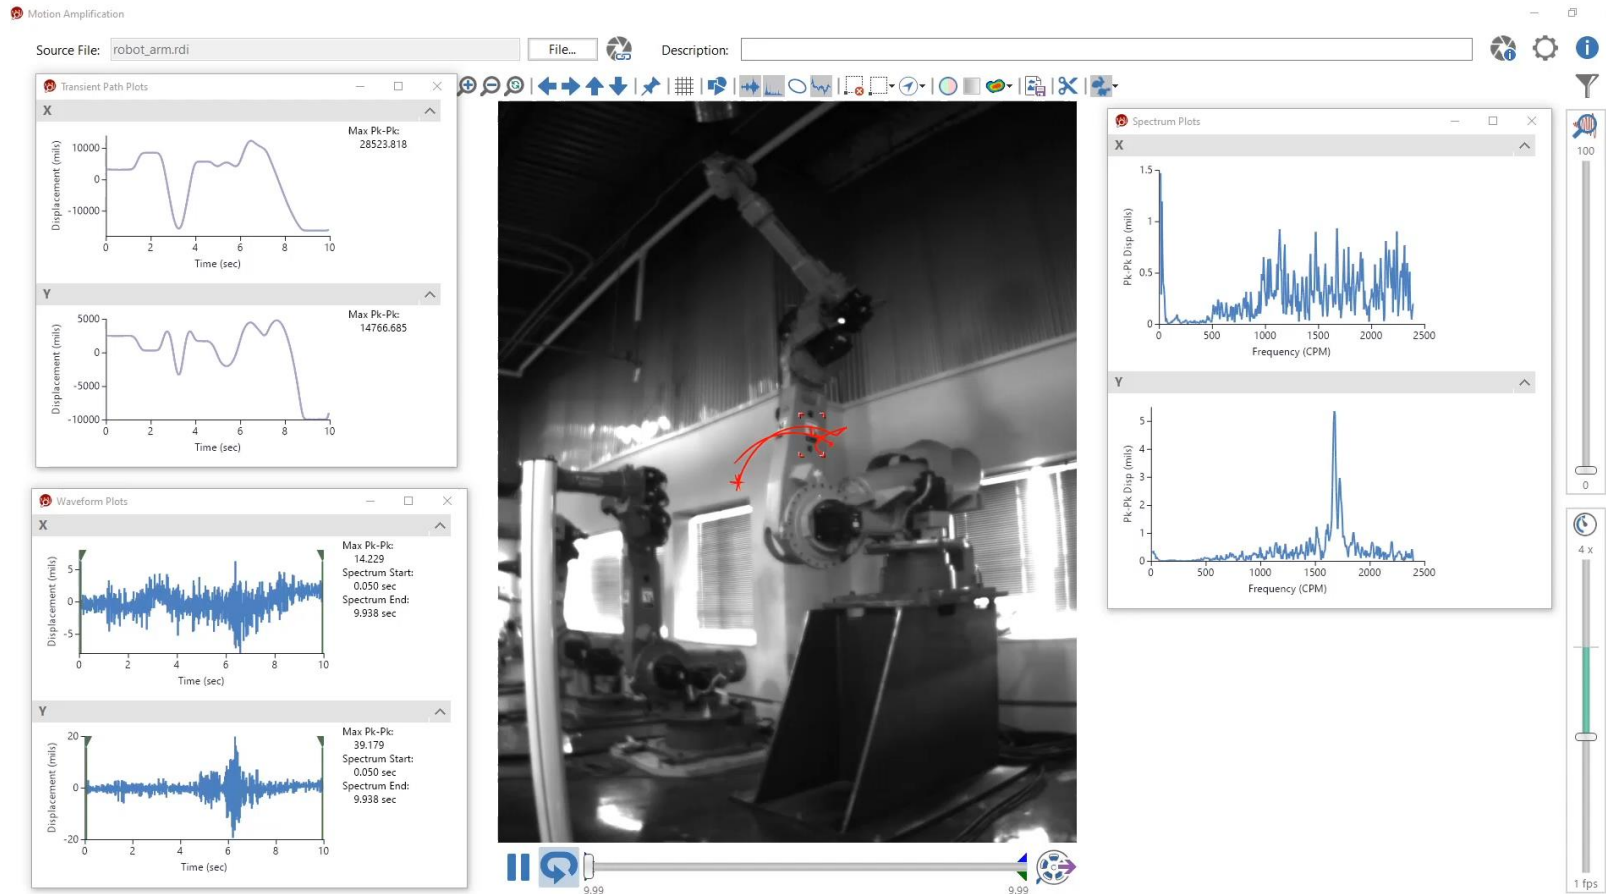 Motion Amplification
Source File: robot_arm.rdi File... Description:
Transient Path Plots
X
Max Pk-Pk:
28523.818
Displacement (mils)
10000
0
-10000
0 2 4 6 8 10
Time (sec)
Y
Max Pk-Pk:
14766.685
Displacement (mils)
5000
0
-5000
-10000
0 2 4 6 8 10
Time (sec)
Waveform Plots
X
Max Pk-Pk:
14.229
Spectrum Start:
0.050 sec
Spectrum End:
9.938 sec
Displacement (mils)
5
0
-5
0 2 4 6 8 10
Time (sec)
Y
Max Pk-Pk:
39.179
Spectrum Start:
0.050 sec
Spectrum End:
9.938 sec
Displacement (mils)
20
0
-20
0 2 4 6 8 10
Time (sec)
9.99 9.99
Spectrum Plots
X
Pk-Pk Disp (mils)
1.5
1
0.5
0
0 500 1000 1500 2000 2500
Frequency (CPM)
Y
Pk-Pk Disp (mils)
5
4
3
2
1
0
0 500 1000 1500 2000 2500
Frequency (CPM)
100
0
4 x
1 fps